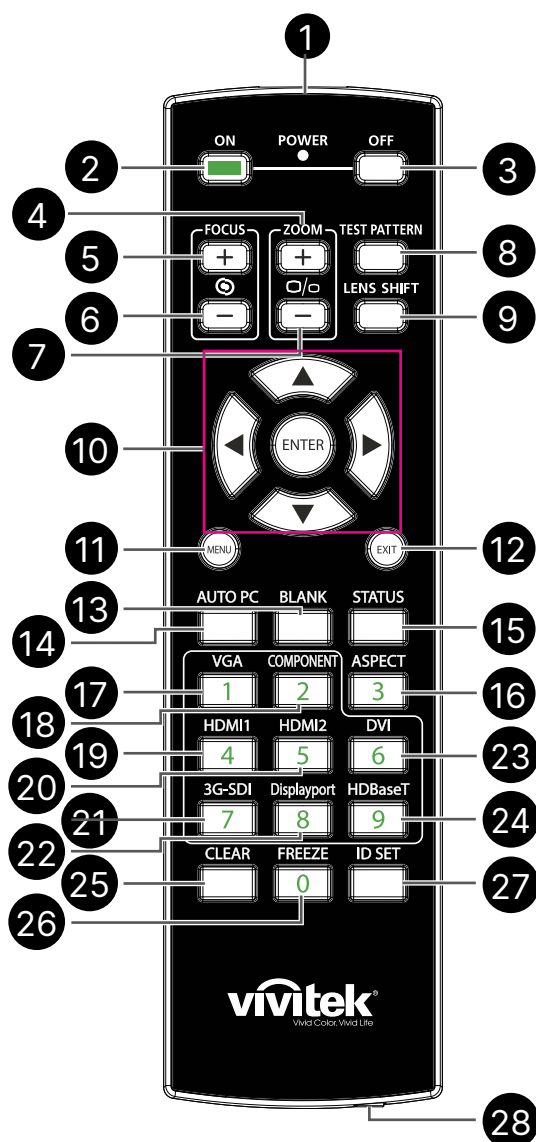 1
ON POWER OFF
2 3
4
FOCUS ZOOM TEST PATTERN
5 + + 8
LENS SHIFT
6 − − 9
7
10 ENTER
11 MENU EXIT 12
13
AUTO PC BLANK STATUS
14 15
VGA COMPONENT ASPECT
17 1 2 3 16
18
HDMI1 HDMI2 DVI
19 4 5 6 23
20
3G-SDI Displayport HDBaseT
21 7 8 9 24
22
CLEAR FREEZE ID SET
25 0 27
26
vivitek®
Vivid Color, Vivid Life
28